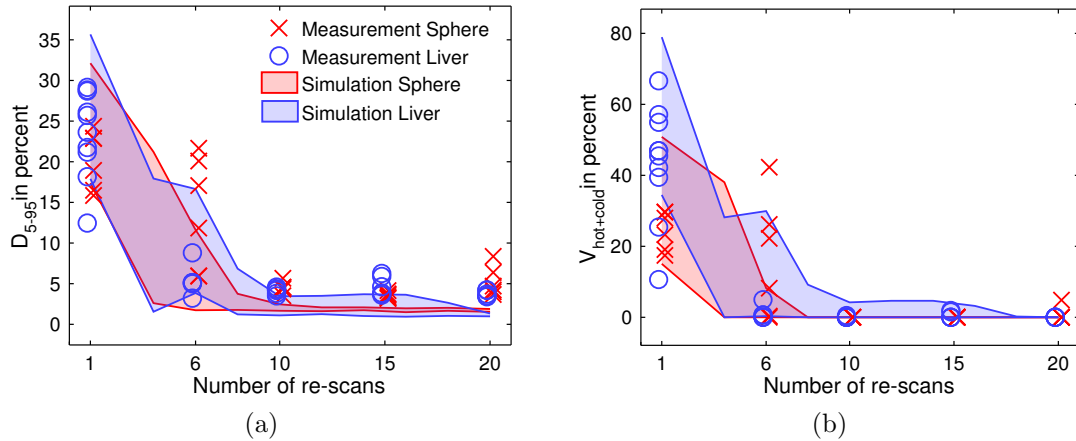 35
30
25
20
15
10
5
0
D5-95 in percent
1 6 10 15 20
Number of re-scans
Measurement Sphere
Measurement Liver
Simulation Sphere
Simulation Liver
(a)
80
60
40
20
0
Vhot+cold in percent
1 6 10 15 20
Number of re-scans
(b)